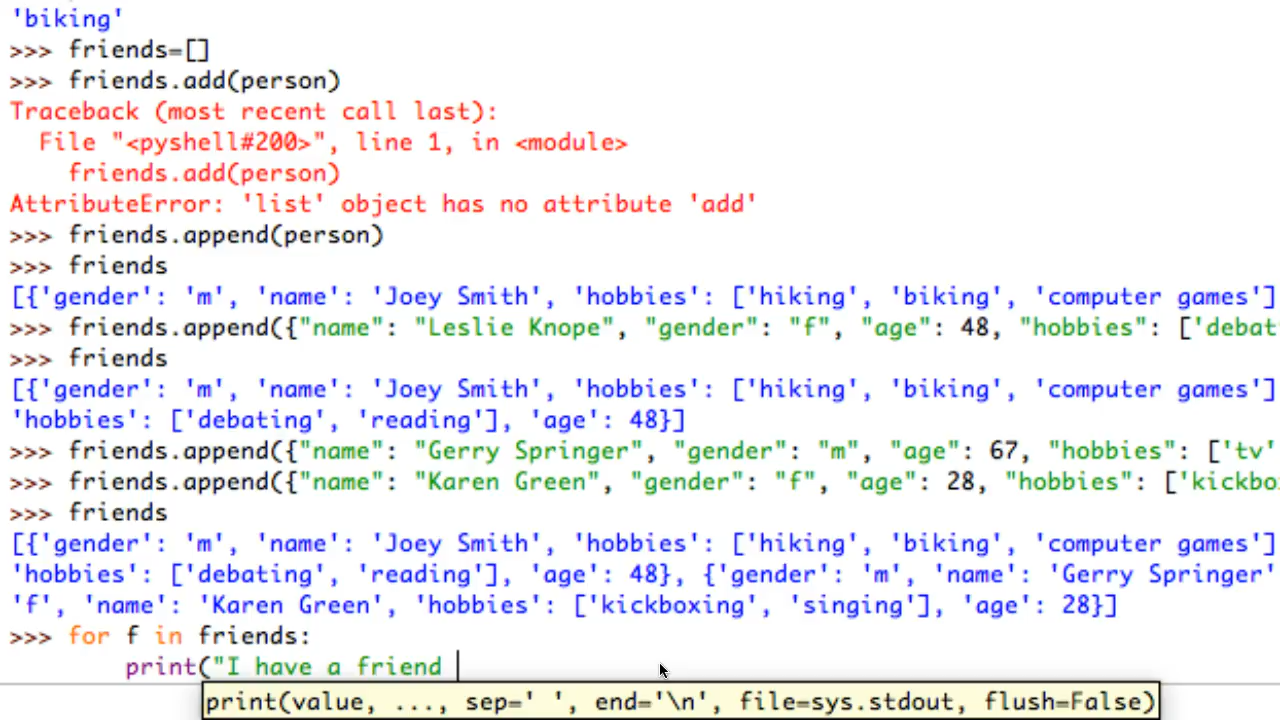 'biking'
>>> friends=[]
>>> friends.add(person)
Traceback (most recent call last):
  File "<pyshell#200>", line 1, in <module>
    friends.add(person)
AttributeError: 'list' object has no attribute 'add'
>>> friends.append(person)
>>> friends
[{'gender': 'm', 'name': 'Joey Smith', 'hobbies': ['hiking', 'biking', 'computer games']
>>> friends.append({"name": "Leslie Knope", "gender": "f", "age": 48, "hobbies": ['debat
>>> friends
[{'gender': 'm', 'name': 'Joey Smith', 'hobbies': ['hiking', 'biking', 'computer games']
'hobbies': ['debating', 'reading'], 'age': 48}]
>>> friends.append({"name": "Gerry Springer", "gender": "m", "age": 67, "hobbies": ['tv'
>>> friends.append({"name": "Karen Green", "gender": "f", "age": 28, "hobbies": ['kickbo
>>> friends
[{'gender': 'm', 'name': 'Joey Smith', 'hobbies': ['hiking', 'biking', 'computer games']
'hobbies': ['debating', 'reading'], 'age': 48}, {'gender': 'm', 'name': 'Gerry Springer'
'f', 'name': 'Karen Green', 'hobbies': ['kickboxing', 'singing'], 'age': 28}]
>>> for f in friends:
        print("I have a friend
print(value, ..., sep=' ', end='\n', file=sys.stdout, flush=False)